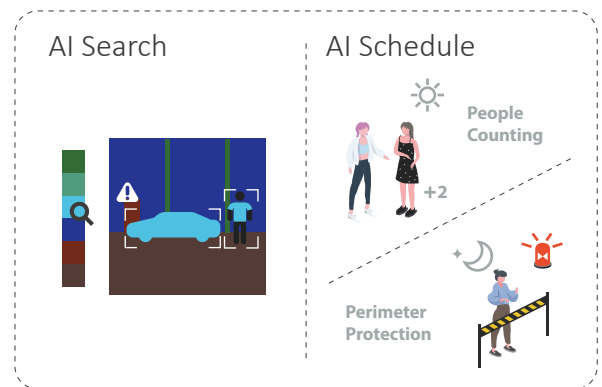 AI Search
AI Schedule
People
Counting
+2
Perimeter
Protection